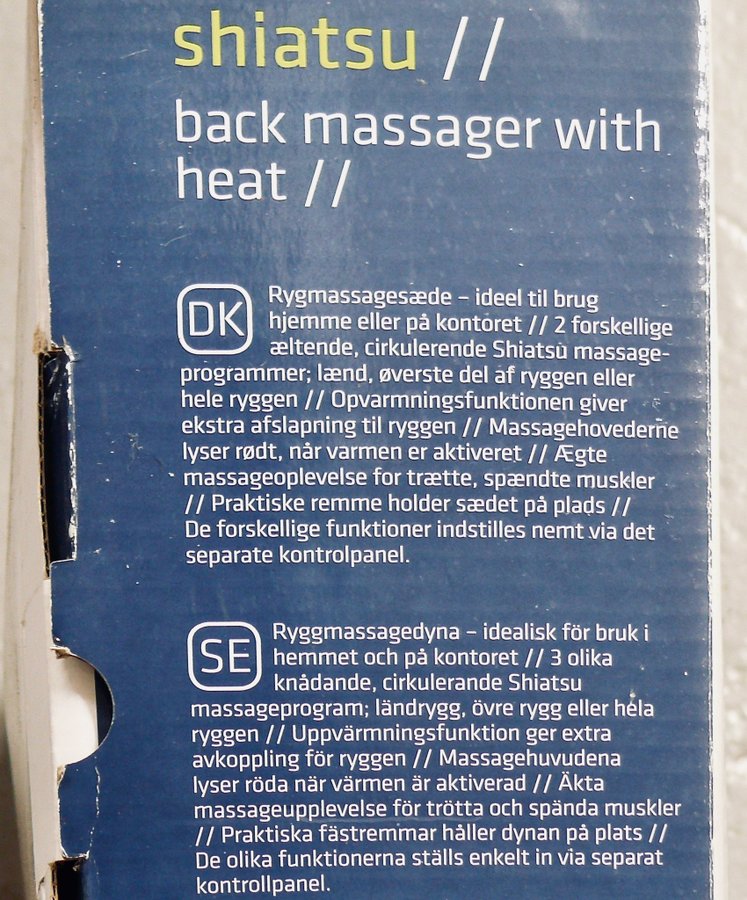 shiatsu //
back massager with
heat //
DK
Rygmassagesæde – ideel til brug
hjemme eller på kontoret // 2 forskellige
æltende, cirkulerende Shiatsu massage-
programmer; lænd, øverste del af ryggen eller
hele ryggen // Opvarmningsfunktionen giver
ekstra afslapning til ryggen // Massagehovederne
lyser rødt, når varmen er aktiveret // Ægte
massageoplevelse for trætte, spændte muskler
// Praktiske remme holder sædet på plads //
De forskellige funktioner indstilles nemt via det
separate kontrolpanel.
SE
Ryggmassagedyna – idealisk för bruk i
hemmet och på kontoret // 3 olika
knådande, cirkulerande Shiatsu
massageprogram; ländrygg, övre rygg eller hela
ryggen // Uppvärmningsfunktion ger extra
avkoppling för ryggen // Massagehuvudena
lyser röda när värmen är aktiverad // Äkta
massageupplevelse för trötta och spända muskler
// Praktiska fästremmar håller dynan på plats //
De olika funktionerna ställs enkelt in via separat
kontrollpanel.